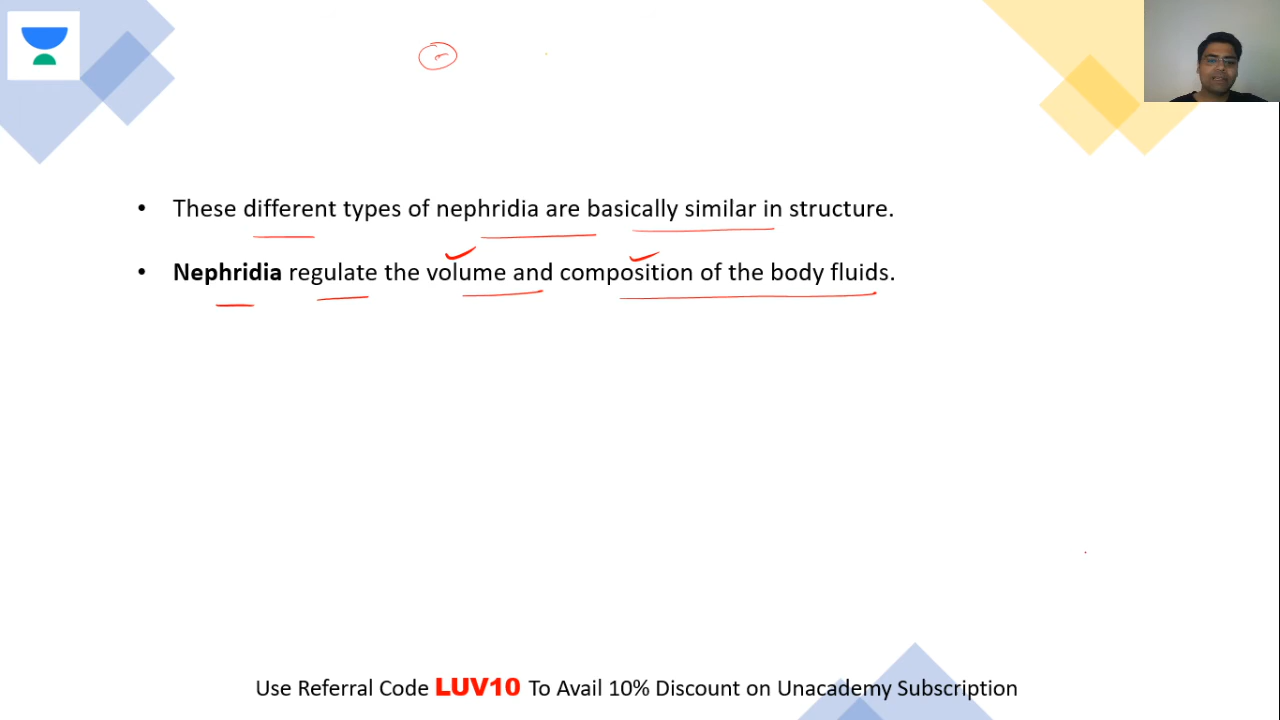 • These different types of nephridia are basically similar in structure.
• Nephridia regulate the volume and composition of the body fluids.
Use Referral Code LUV10 To Avail 10% Discount on Unacademy Subscription